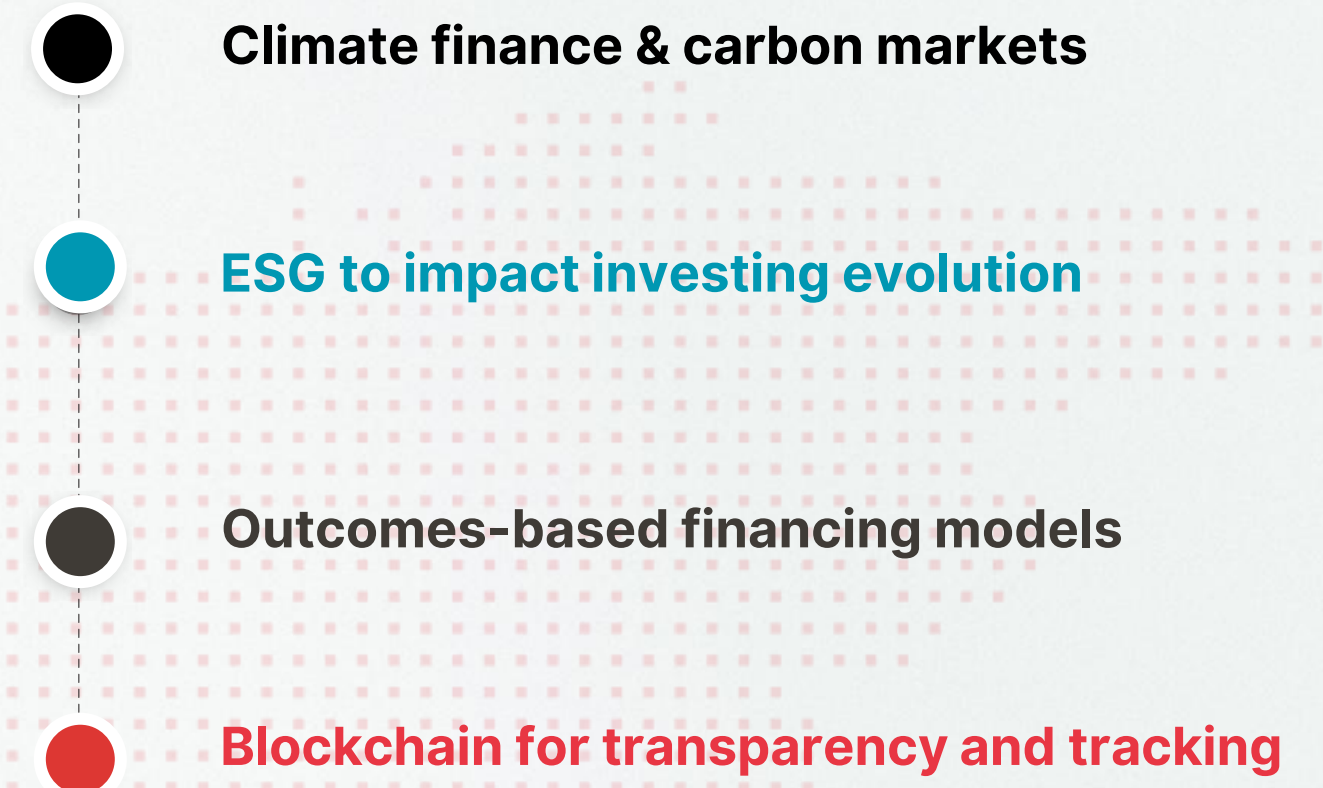 Climate finance & carbon markets
ESG to impact investing evolution
Outcomes-based financing models
Blockchain for transparency and tracking